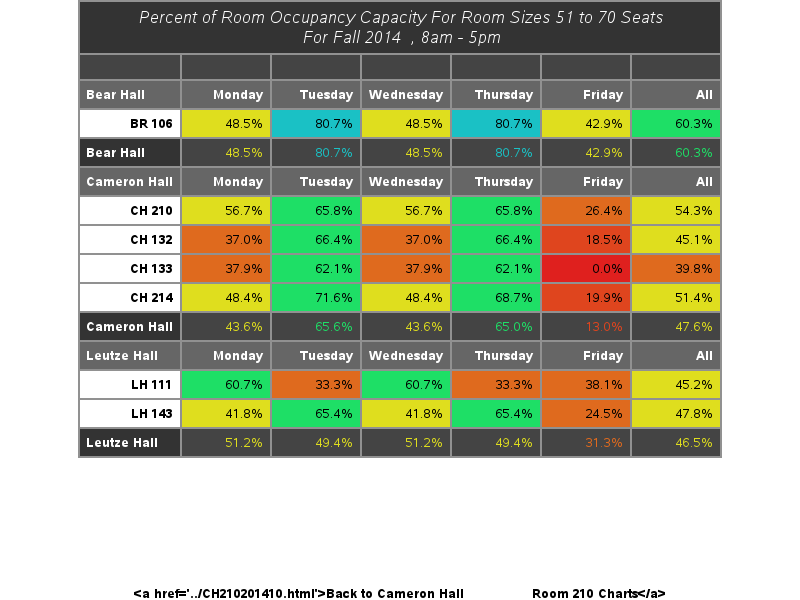 Percent of Room Occupancy Capacity For Room Sizes 51 to 70 Seats
For Fall 2014 , 8am - 5pm
Bear Hall Monday Tuesday Wednesday Thursday Friday All
BR 106 48.5% 80.7% 48.5% 80.7% 42.9% 60.3%
Bear Hall 48.5% 80.7% 48.5% 80.7% 42.9% 60.3%
Cameron Hall Monday Tuesday Wednesday Thursday Friday All
CH 210 56.7% 65.8% 56.7% 65.8% 26.4% 54.3%
CH 132 37.0% 66.4% 37.0% 66.4% 18.5% 45.1%
CH 133 37.9% 62.1% 37.9% 62.1% 0.0% 39.8%
CH 214 48.4% 71.6% 48.4% 68.7% 19.9% 51.4%
Cameron Hall 43.6% 65.6% 43.6% 65.0% 13.0% 47.6%
Leutze Hall Monday Tuesday Wednesday Thursday Friday All
LH 111 60.7% 33.3% 60.7% 33.3% 38.1% 45.2%
LH 143 41.8% 65.4% 41.8% 65.4% 24.5% 47.8%
Leutze Hall 51.2% 49.4% 51.2% 49.4% 31.3% 46.5%
<a href='../CH210201410.html'>Back to Cameron Hall Room 210 Charts</a>